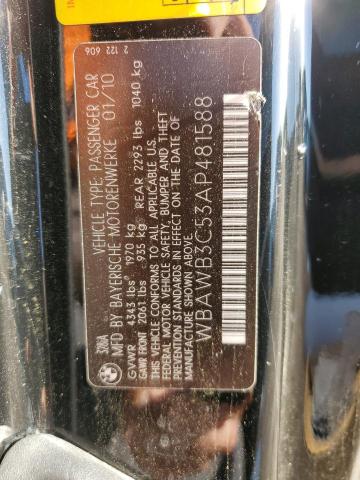 2 122 606
VEHICLE TYPE: PASSENGER CAR
MFD BY BAYERISCHE MOTORENWERKE 01/10
328iA
GVWR 4343 lbs 1970 kg
GAWR FRONT 2061 lbs 935 kg REAR 2293 lbs 1040 kg
THIS VEHICLE CONFORMS TO ALL APPLICABLE U.S.
FEDERAL MOTOR VEHICLE SAFETY, BUMPER AND THEFT
PREVENTION STANDARDS IN EFFECT ON THE DATE OF
MANUFACTURE SHOWN ABOVE.
WBAWB3C53AP481588